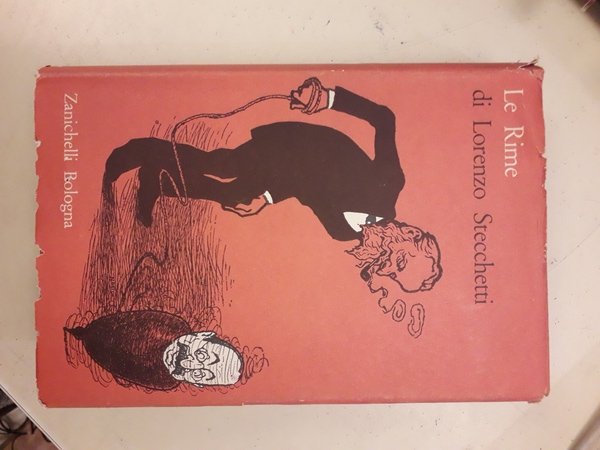 Le Rime
di Lorenzo Stecchetti
Zanichelli Bologna